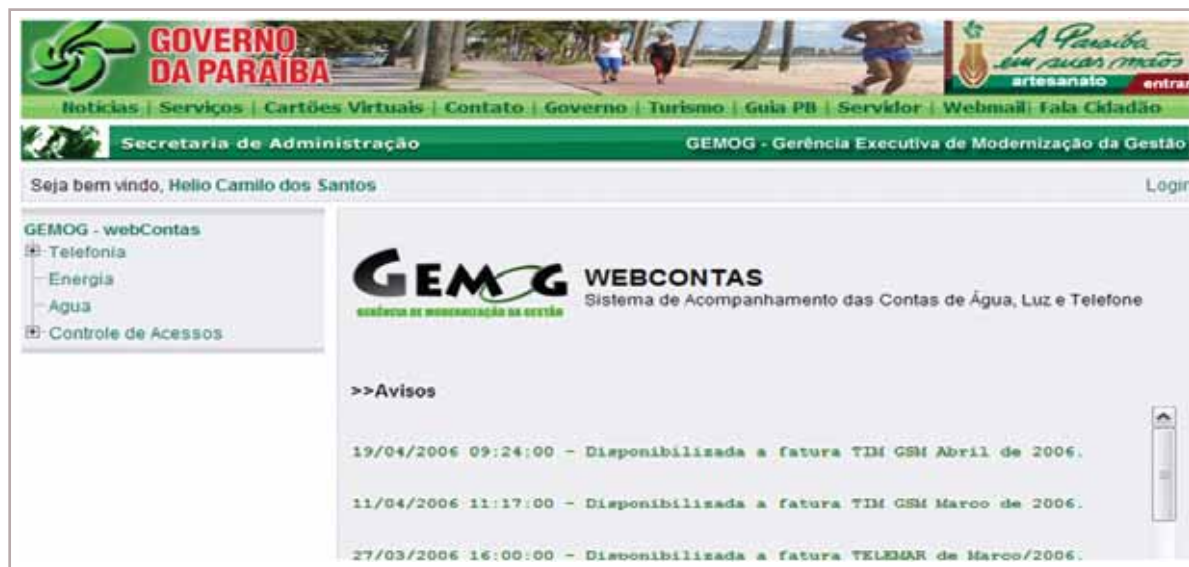 GOVERNO
DA PARAÍBA
A Paraíba
em suas mãos
artesanato entrar
Notícias | Serviços | Cartões Virtuais | Contato | Governo | Turismo | Guia PB | Servidor | Webmail | Fala Cidadão
Secretaria de Administração GEMOG - Gerência Executiva de Modernização da Gestão
Seja bem vindo, Helio Camilo dos Santos Login
GEMOG - webContas
Telefonia
Energia
Agua
Controle de Acessos
GEMOG
GERÊNCIA DE MODERNIZAÇÃO DA GESTÃO
WEBCONTAS
Sistema de Acompanhamento das Contas de Água, Luz e Telefone
>>Avisos
19/04/2006 09:24:00 - Disponibilizada a fatura TIM GSM Abril de 2006.
11/04/2006 11:17:00 - Disponibilizada a fatura TIM GSM Marco de 2006.
27/03/2006 16:00:00 - Disponibilizada a fatura TELEMAR de Marco/2006.